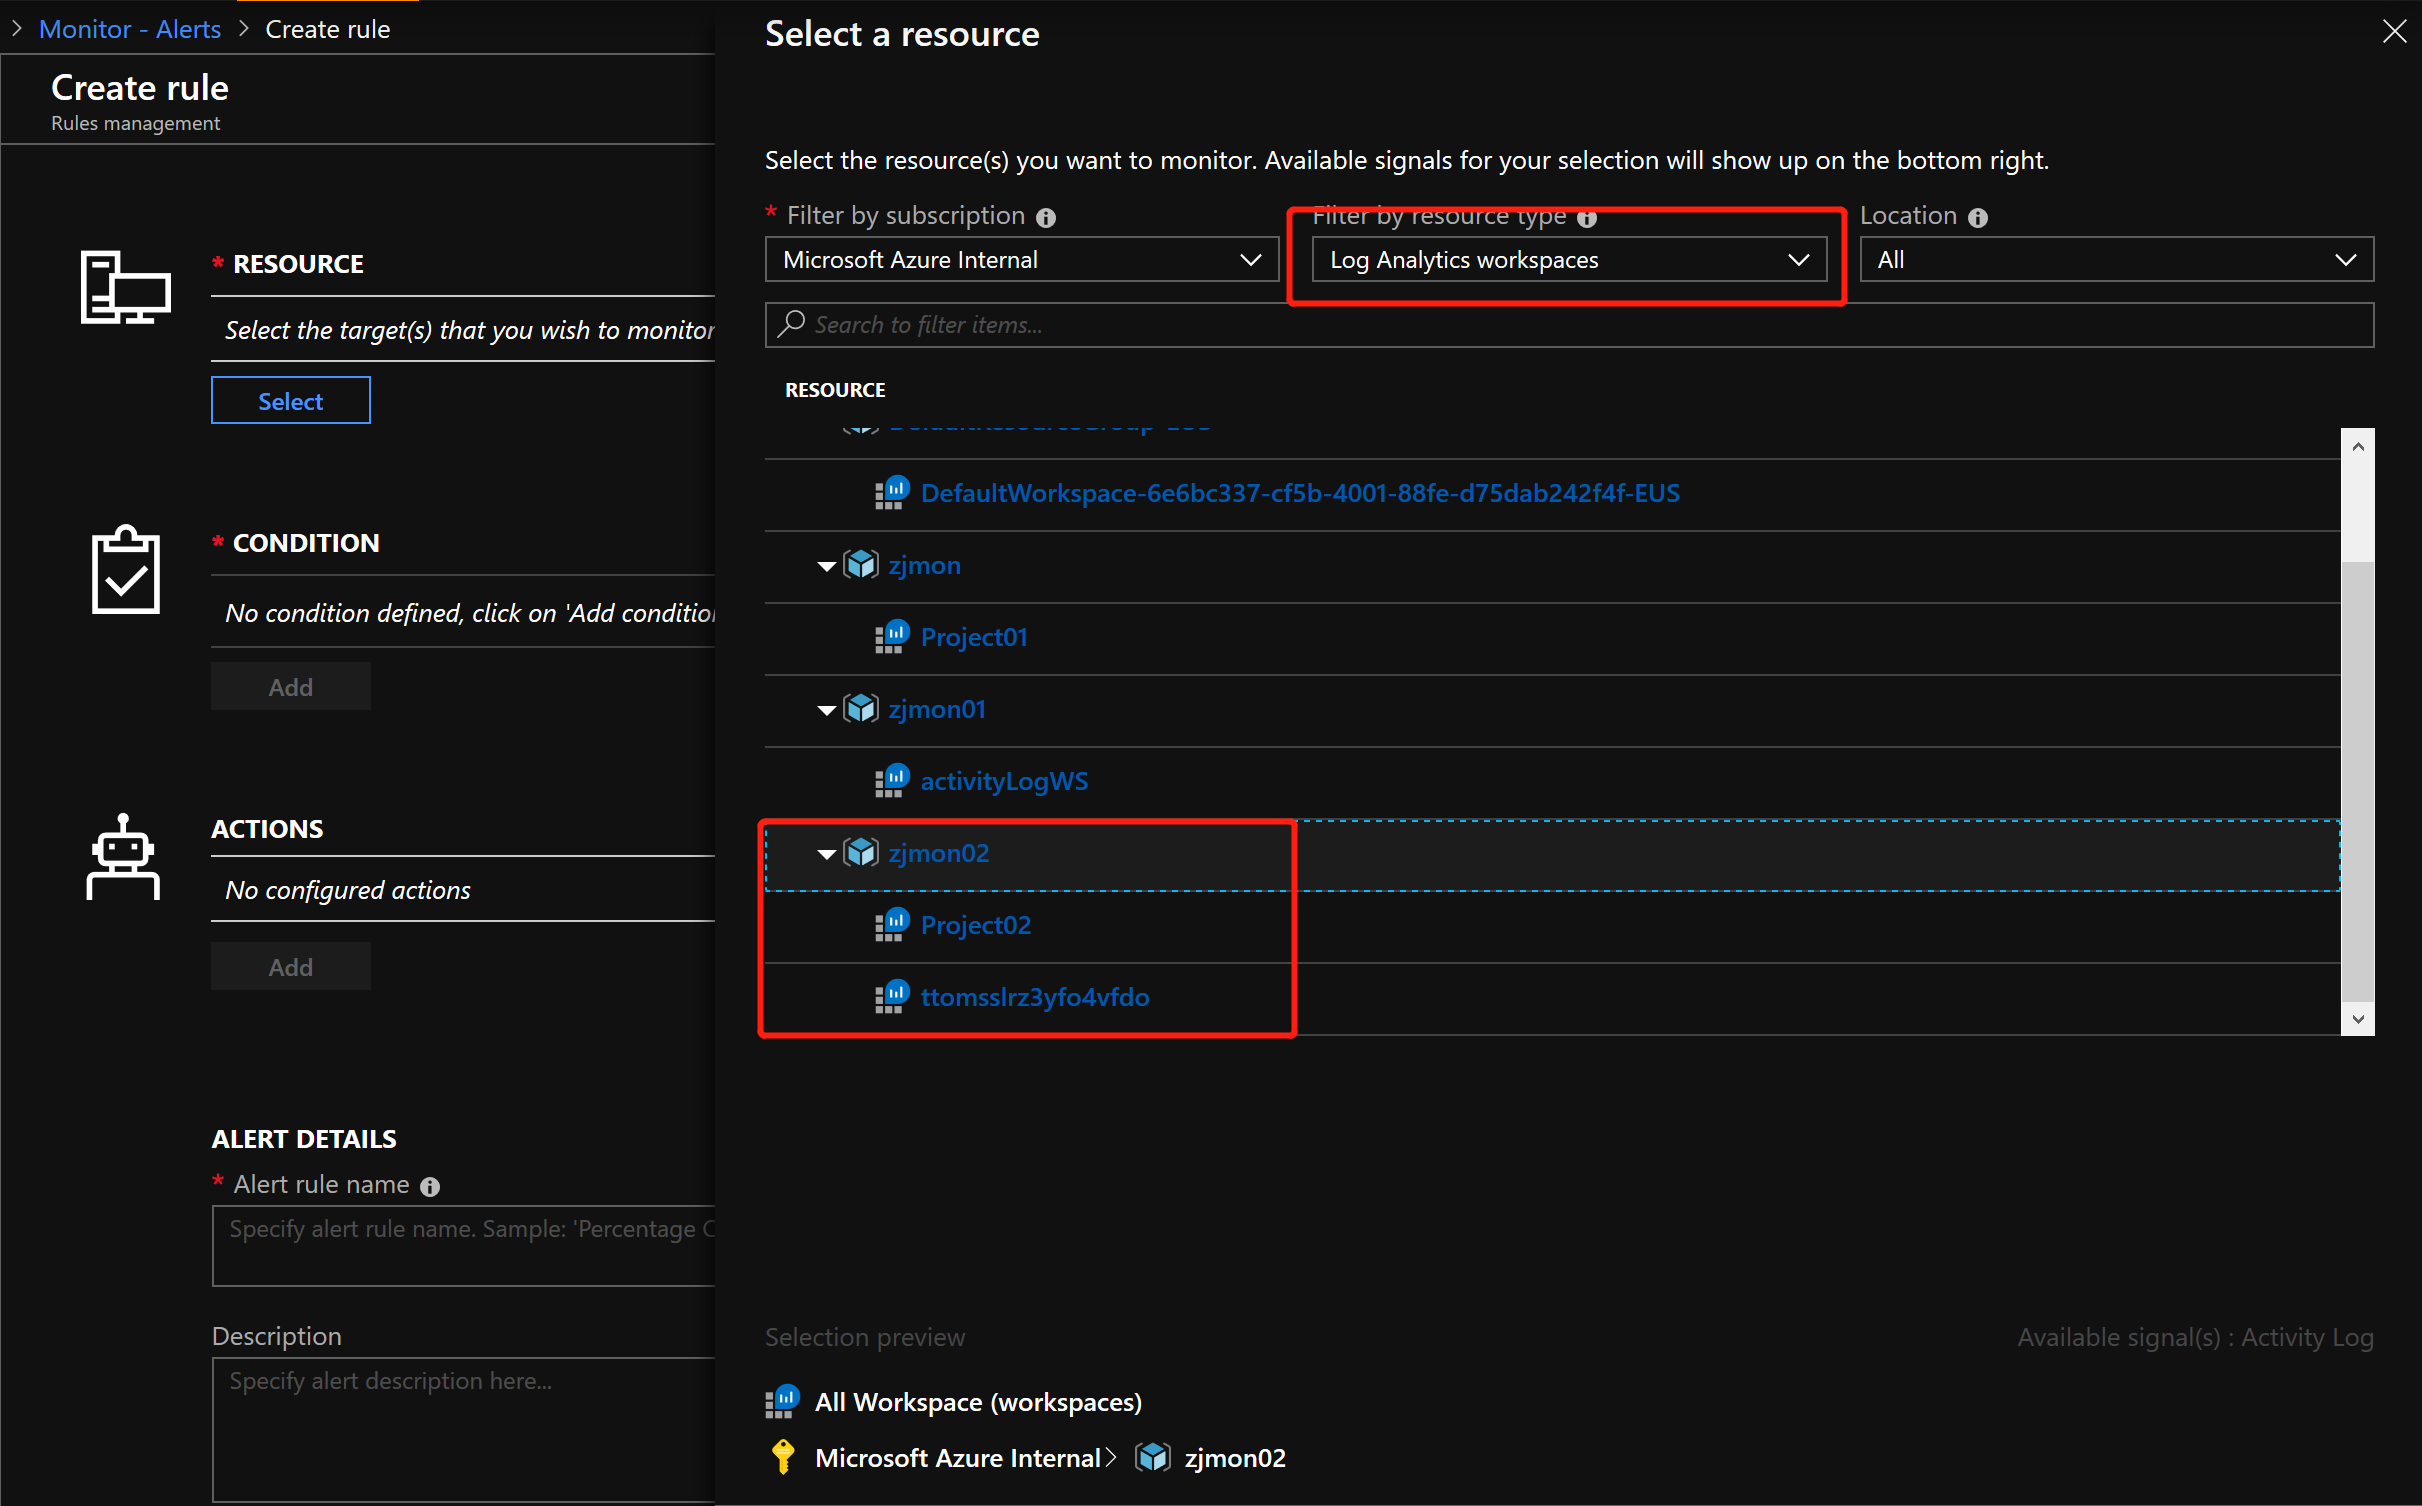 Monitor - Alerts > Create rule
Create rule
Rules management
* RESOURCE
Select the target(s) that you wish to monitor
Select
* CONDITION
No condition defined, click on 'Add condition
Add
ACTIONS
No configured actions
Add
ALERT DETAILS
* Alert rule name
Specify alert rule name. Sample: 'Percentage C
Description
Specify alert description here...
Select a resource
Select the resource(s) you want to monitor. Available signals for your selection will show up on the bottom right.
* Filter by subscription
Microsoft Azure Internal
Filter by resource type
Log Analytics workspaces
Location
All
Search to filter items...
RESOURCE
DefaultResourceGroup-EUS
DefaultWorkspace-6e6bc337-cf5b-4001-88fe-d75dab242f4f-EUS
zjmon
Project01
zjmon01
activityLogWS
zjmon02
Project02
ttomsslrz3yfo4vfdo
Selection preview
Available signal(s) : Activity Log
All Workspace (workspaces)
Microsoft Azure Internal > zjmon02